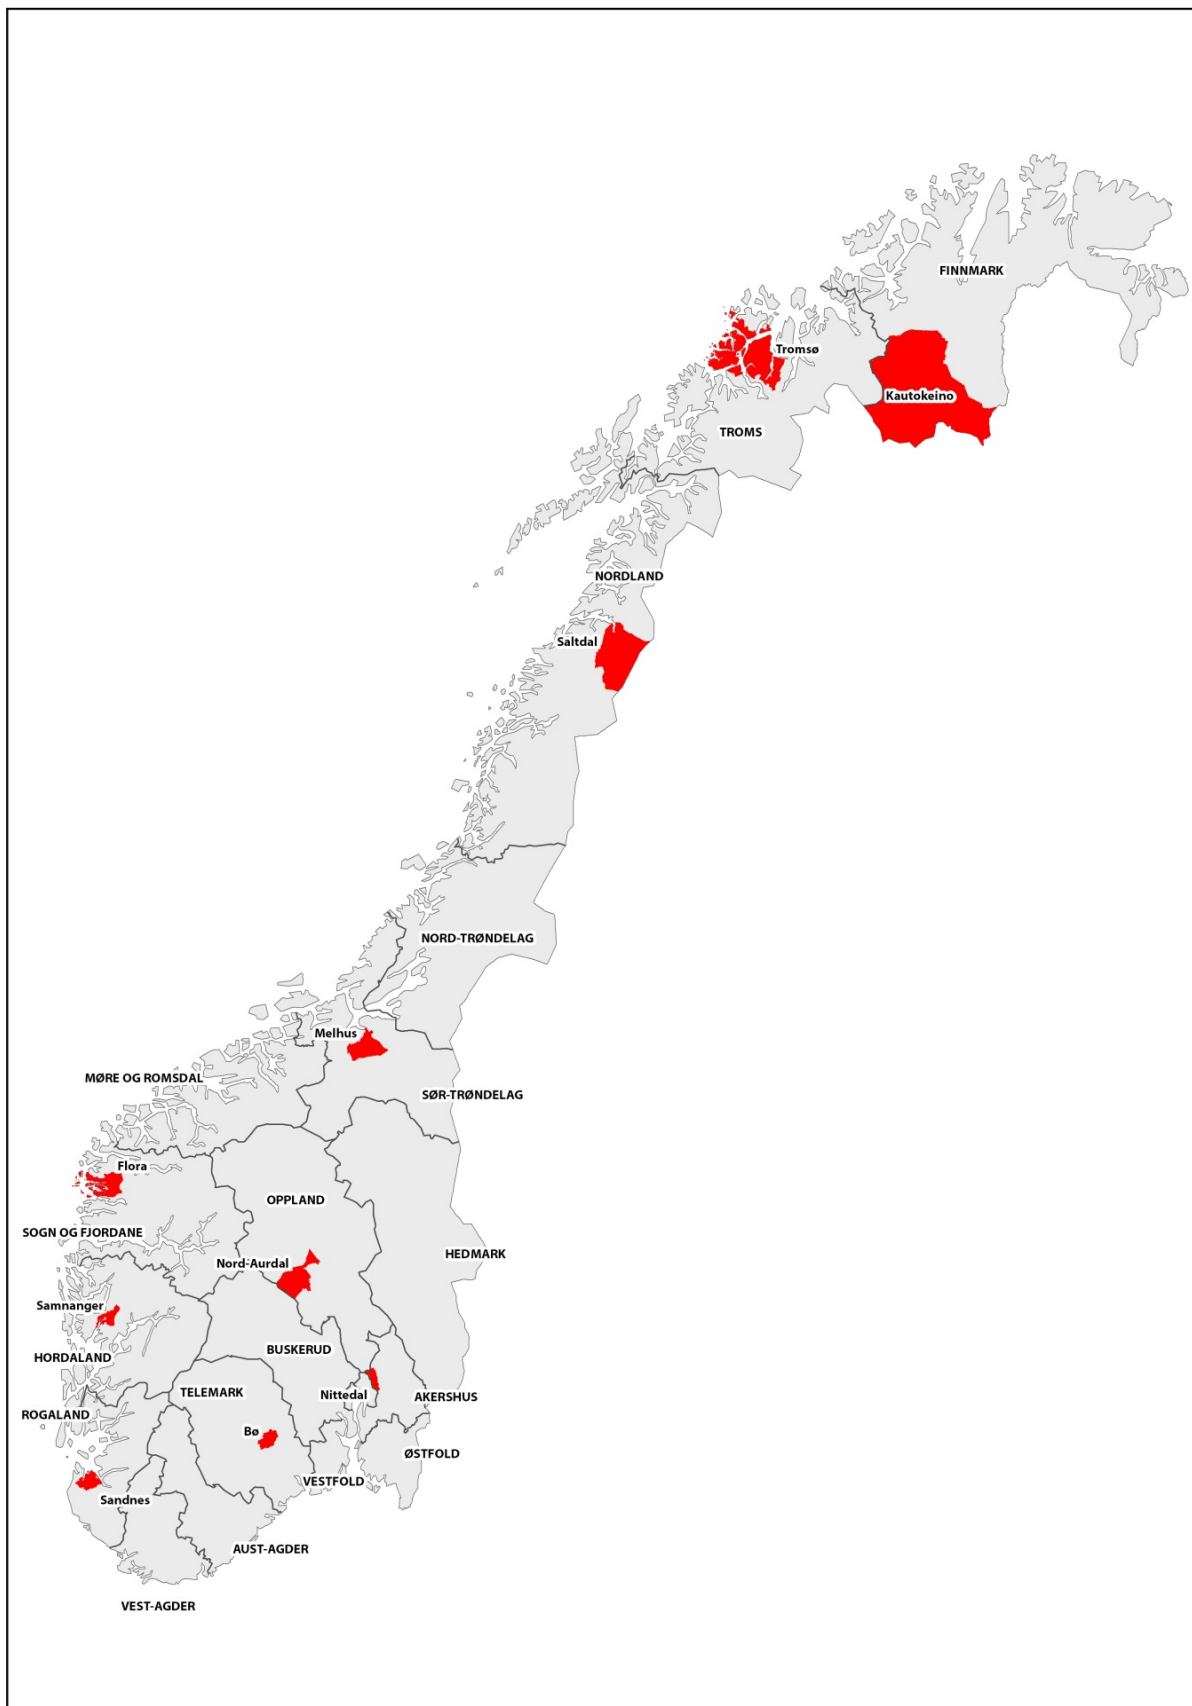 FINNMARK
Tromsø
Kautokeino
TROMS
NORDLAND
Saltdal
NORD-TRØNDELAG
Melhus
MØRE OG ROMSDAL
SØR-TRØNDELAG
Flora
OPPLAND
SOGN OG FJORDANE
HEDMARK
Nord-Aurdal
Samnanger
BUSKERUD
HORDALAND
TELEMARK
Nittedal
AKERSHUS
ROGALAND
Bø
ØSTFOLD
VESTFOLD
Sandnes
AUST-AGDER
VEST-AGDER